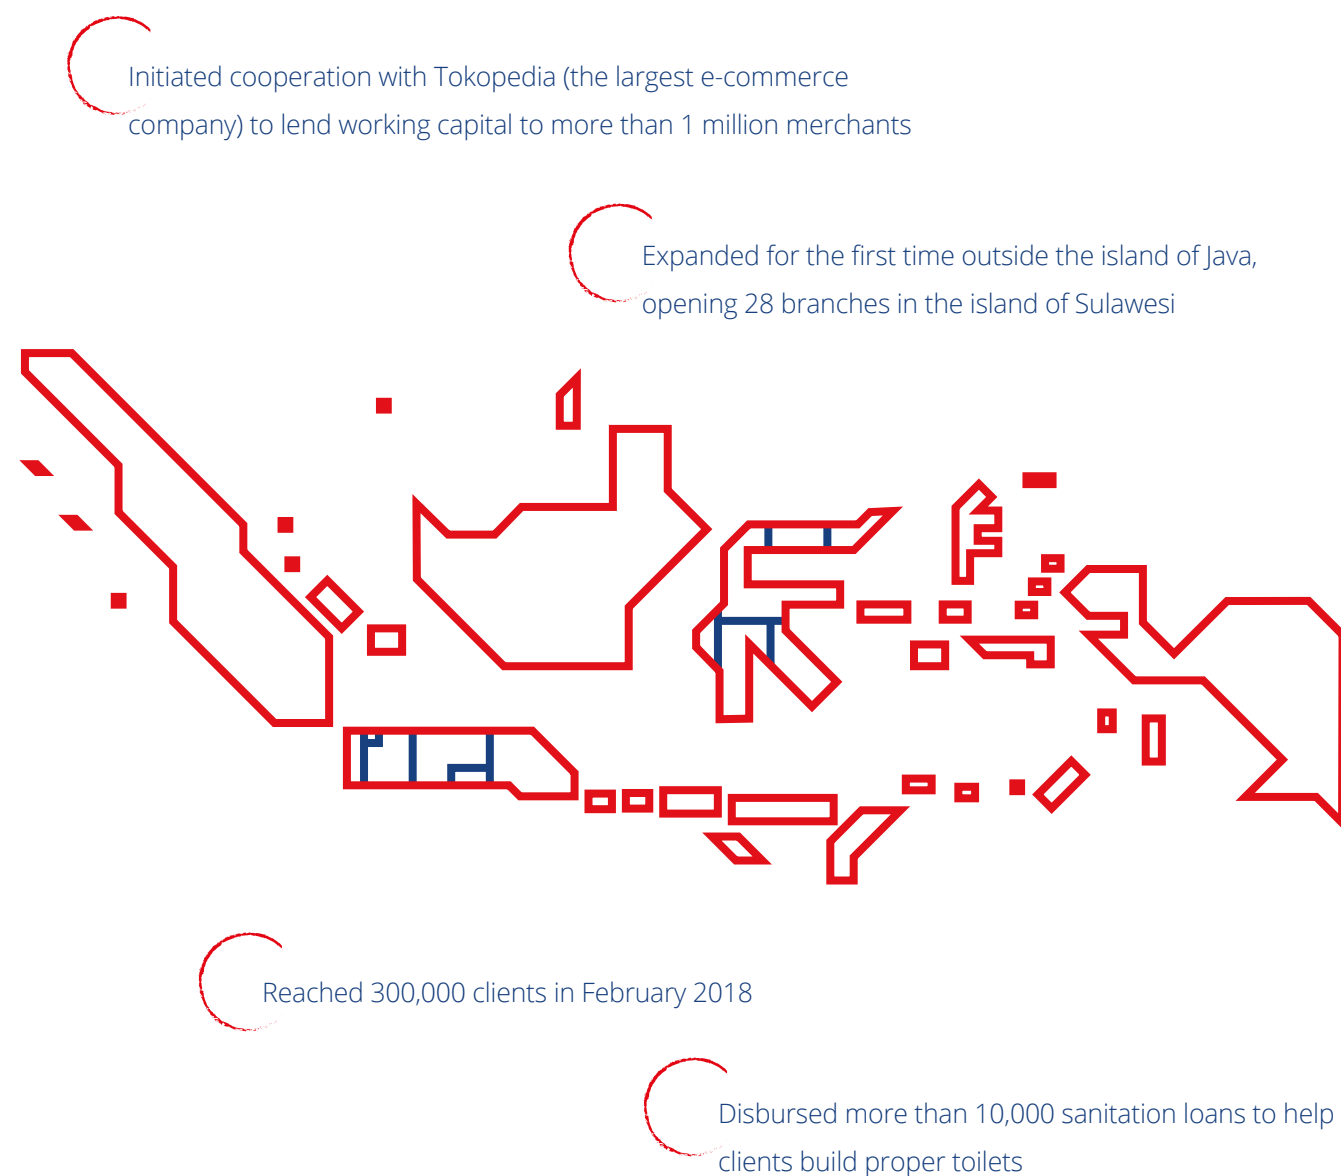 Initiated cooperation with Tokopedia (the largest e-commerce
company) to lend working capital to more than 1 million merchants
Expanded for the first time outside the island of Java,
opening 28 branches in the island of Sulawesi
Reached 300,000 clients in February 2018
Disbursed more than 10,000 sanitation loans to help
clients build proper toilets